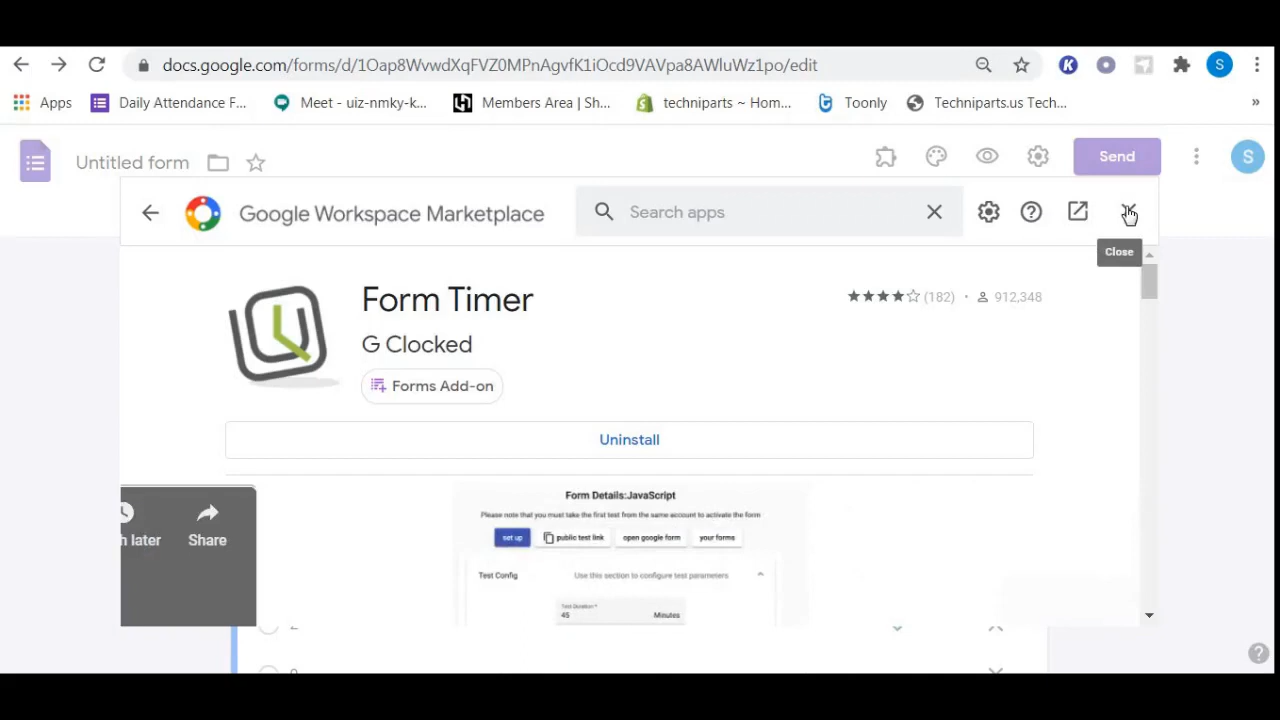 docs.google.com/forms/d/1Oap8WvwdXqFVZ0MPnAgvfK1iOcd9VAVpa8AWluWz1po/edit
S
Apps
Daily Attendance F...
Meet - uiz-nmky-k...
Members Area | Sh...
techniparts ~ Hom...
Toonly
Techniparts.us Tech...
»
Untitled form
Send
S
Google Workspace Marketplace
Search apps
Close
Form Timer
(182)
912,348
G Clocked
Forms Add-on
Uninstall
Form Details:JavaScript
Please note that you must take the first test from the same account to activate the form
set up
public test link
open google form
your forms
h later
Share
Test Config
Use this section to configure test parameters
Test Duration *
45
Minutes